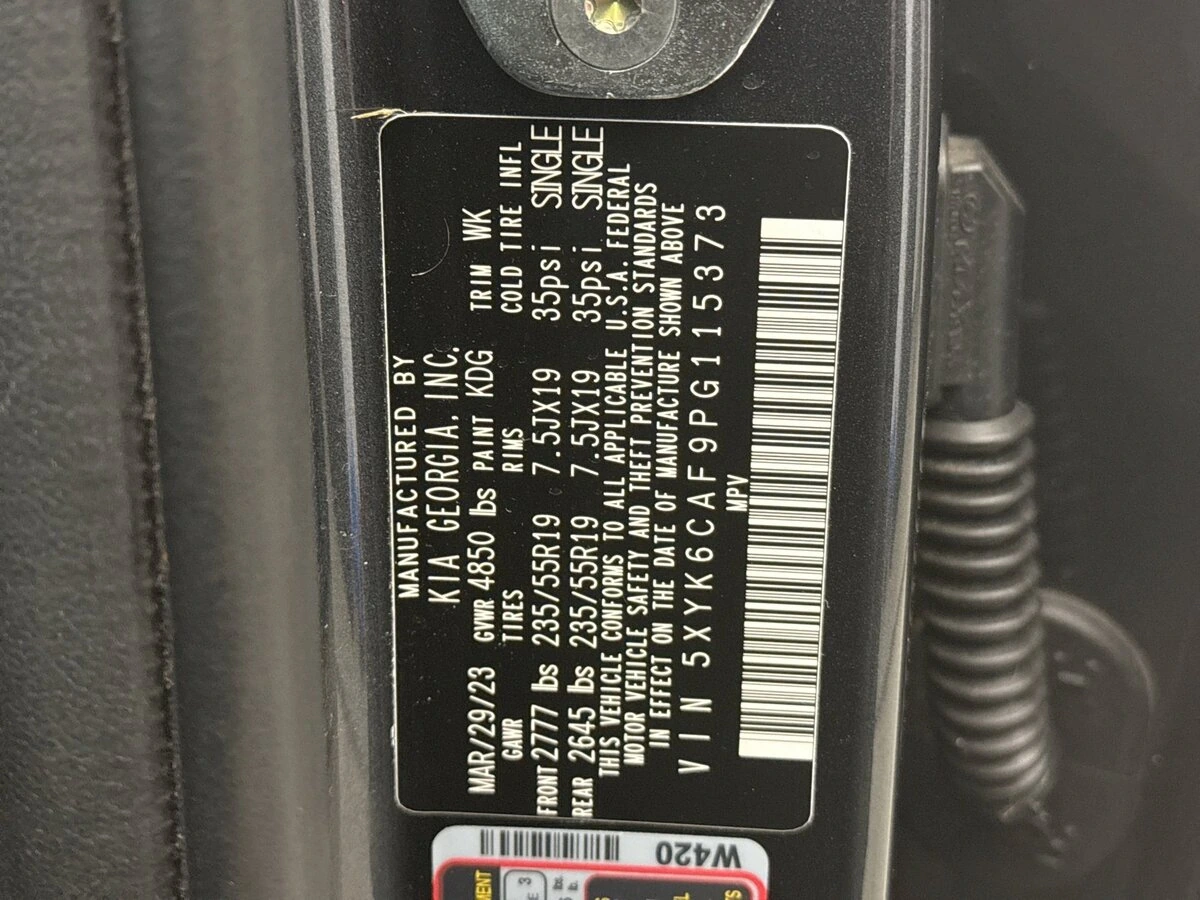 MANUFACTURED BY
KIA GEORGIA, INC.
MAR/29/23 GVWR 4850 lbs PAINT KDG TRIM WK
GAWR TIRES RIMS COLD TIRE INFL
FRONT 2777 lbs 235/55R19 7.5JX19 35psi SINGLE
REAR 2645 lbs 235/55R19 7.5JX19 35psi SINGLE
THIS VEHICLE CONFORMS TO ALL APPLICABLE U.S.A. FEDERAL
MOTOR VEHICLE SAFETY AND THEFT PREVENTION STANDARDS
IN EFFECT ON THE DATE OF MANUFACTURE SHOWN ABOVE
VIN 5XYK6CAF9PG115373
MPV
W420